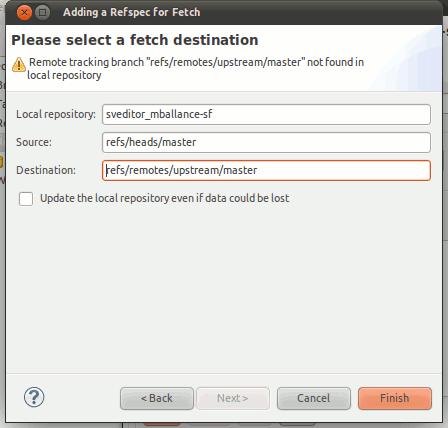 Adding a Refspec for Fetch
Please select a fetch destination
Remote tracking branch "refs/remotes/upstream/master" not found in
local repository
Local repository: sveditor_mballance-sf
Source: refs/heads/master
Destination: refs/remotes/upstream/master
Update the local repository even if data could be lost
? < Back Next > Cancel Finish